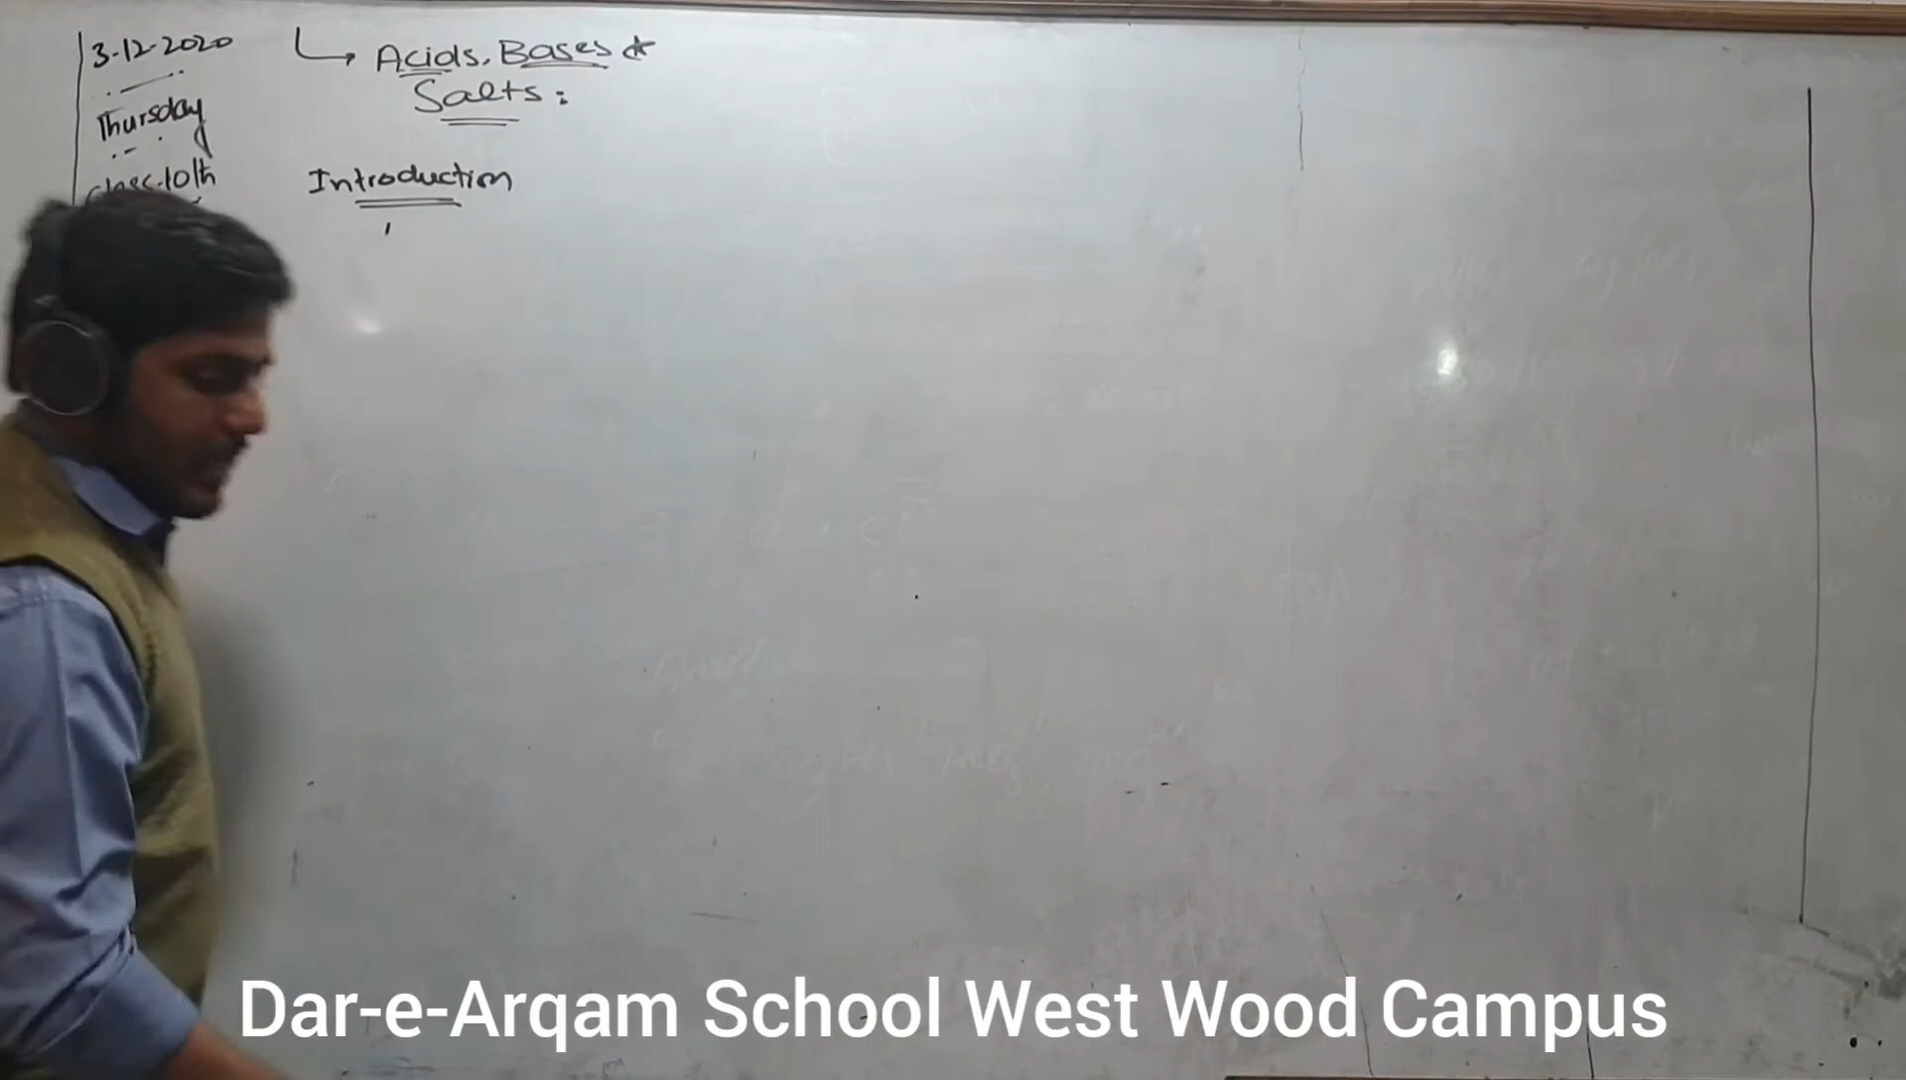 3-12-2020
Thursday
class-10th
Acids, Bases &
Salts:
Introduction
Dar-e-Arqam School West Wood Campus